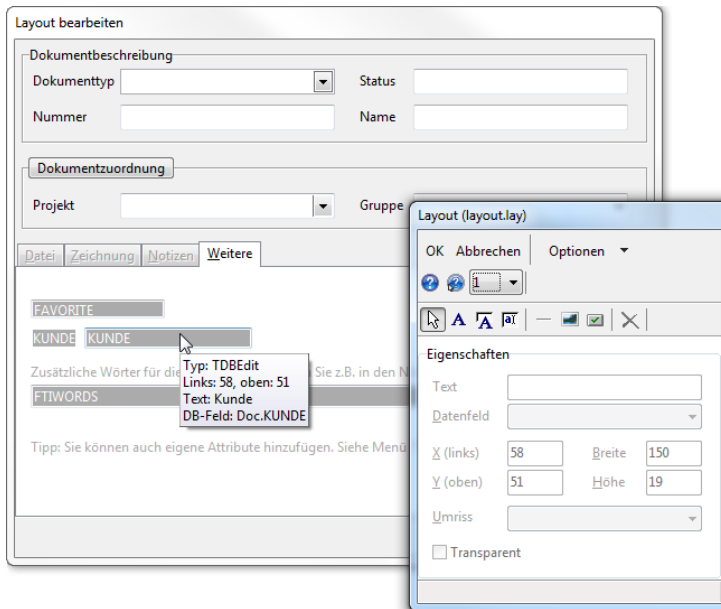 Layout bearbeiten
Dokumentbeschreibung
Dokumenttyp
Status
Nummer
Name
Dokumentzuordnung
Projekt
Gruppe
Datei
Zeichnung
Notizen
Weitere
FAVORITE
KUNDE
KUNDE
Zusätzliche Wörter für die
Sie z.B. in den N
FTIWORDS
Typ: TDBEdit
Links: 58, oben: 51
Text: Kunde
DB-Feld: Doc.KUNDE
Tipp: Sie können auch eigene Attribute hinzufügen. Siehe Menü
Layout (layout.lay)
OK Abbrechen Optionen
1
A A a
Eigenschaften
Text
Datenfeld
X (links) 58 Breite 150
Y (oben) 51 Höhe 19
Umriss
Transparent